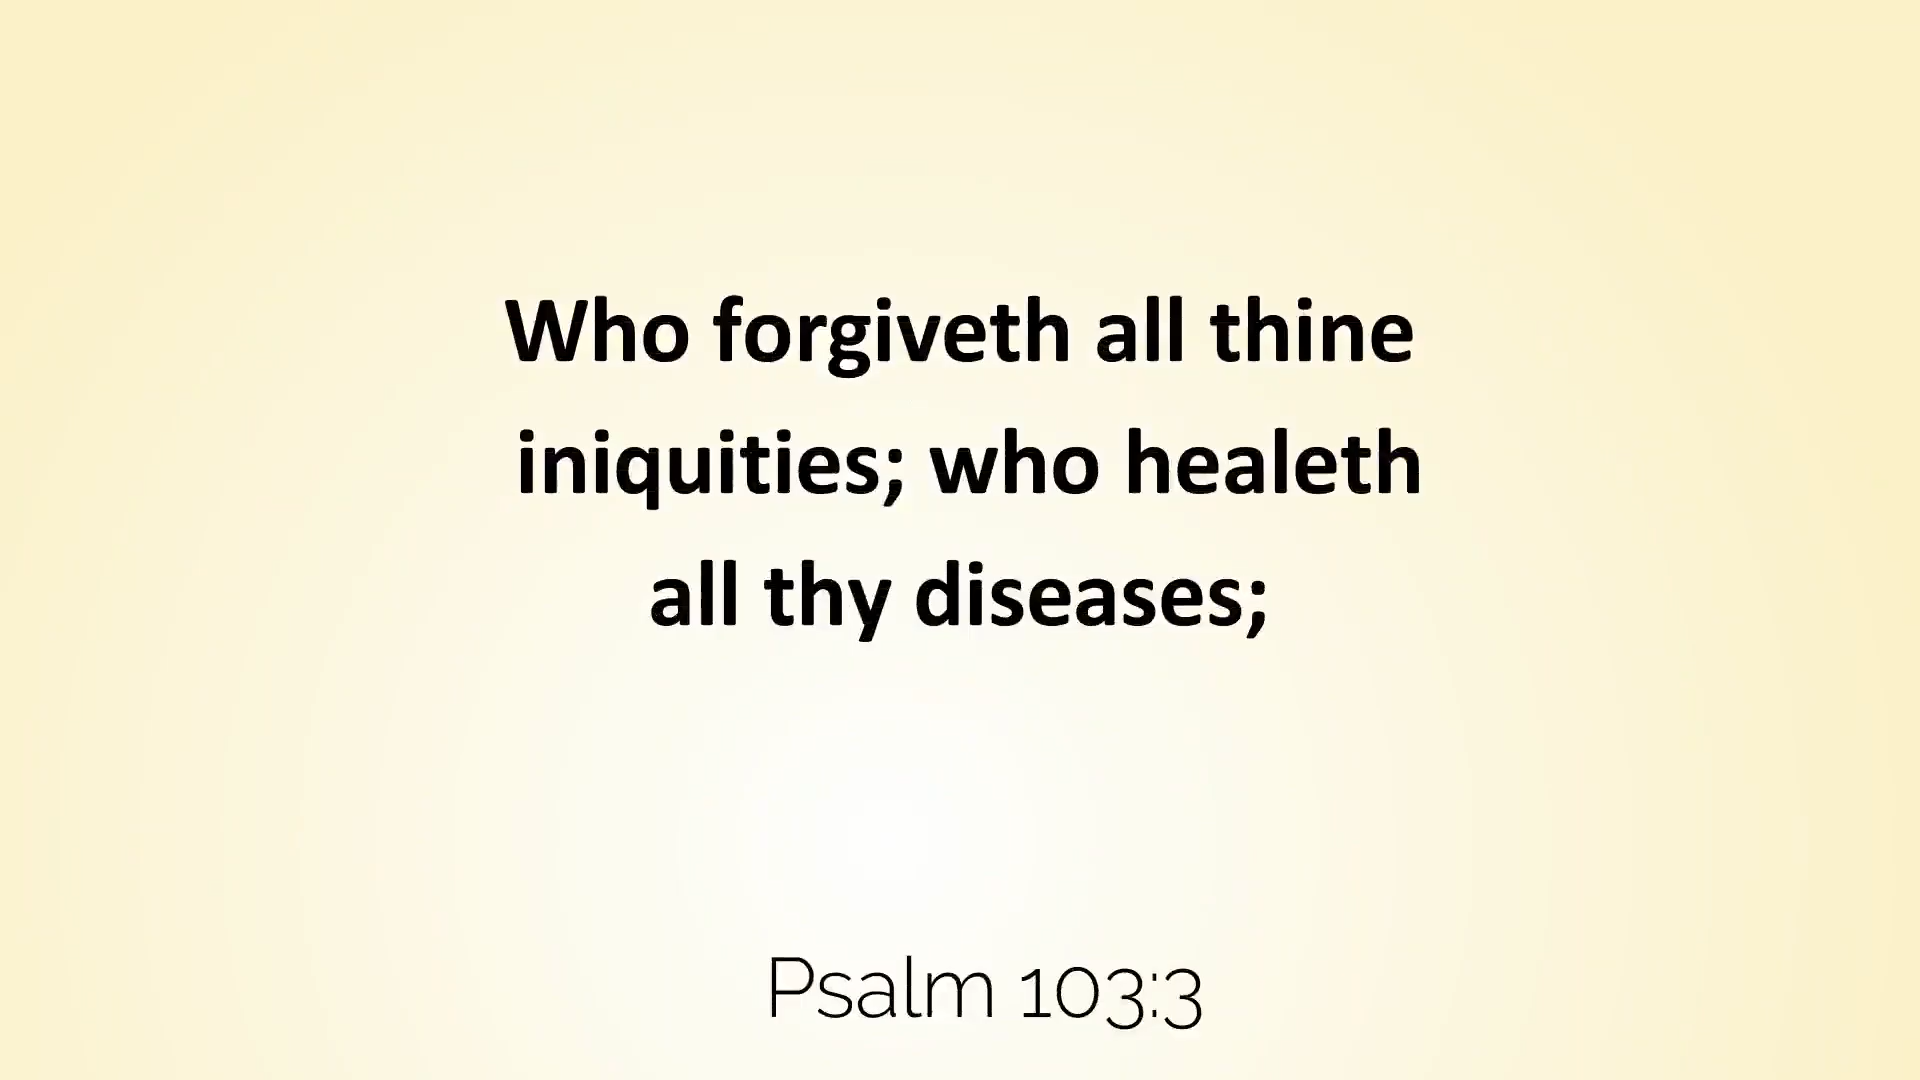 Who forgiveth all thine
iniquities; who healeth
all thy diseases;
Psalm 103:3